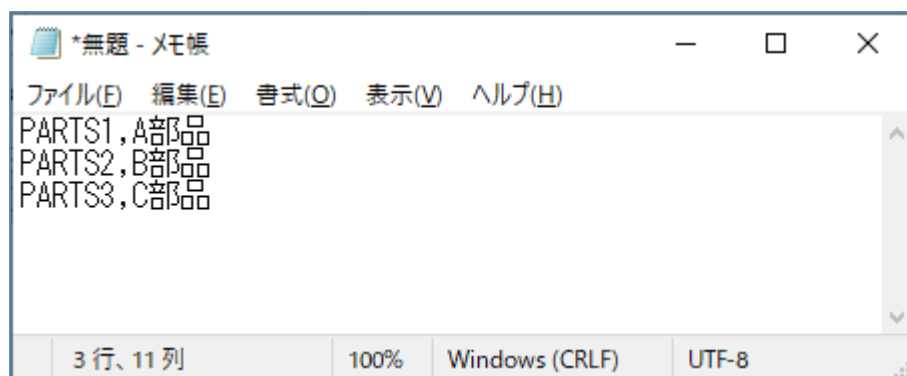 *無題 - メモ帳
ファイル(F) 編集(E) 書式(O) 表示(V) ヘルプ(H)
PARTS1,A部品
PARTS2,B部品
PARTS3,C部品
3 行、11 列 100% Windows (CRLF) UTF-8